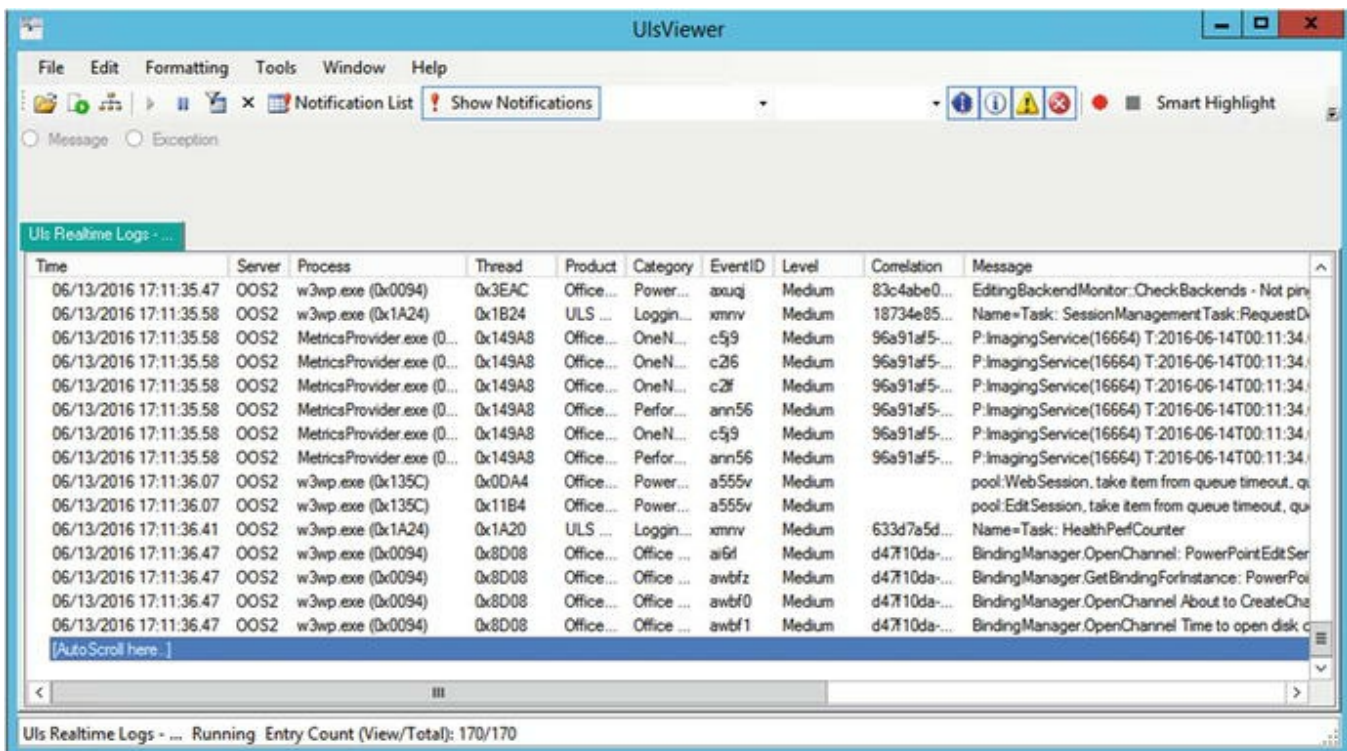 UlsViewer
File Edit Formatting Tools Window Help
Notification List Show Notifications Smart Highlight
Message Exception
Uls Realtime Logs - ...
Time Server Process Thread Product Category EventID Level Correlation Message
06/13/2016 17:11:35.47 OOS2 w3wp.exe (0x0094) 0x3EAC Office... Power... axuqj Medium 83c4abe0... EditingBackendMonitor::CheckBackends - Not pin
06/13/2016 17:11:35.58 OOS2 w3wp.exe (0x1A24) 0x1B24 ULS ... Loggin... xmnv Medium 18734e85... Name=Task: SessionManagementTask:RequestD
06/13/2016 17:11:35.58 OOS2 MetricsProvider.exe (0... 0x149A8 Office... OneN... c5j9 Medium 96a91af5-... P:ImagingService(16664) T:2016-06-14T00:11:34.
06/13/2016 17:11:35.58 OOS2 MetricsProvider.exe (0... 0x149A8 Office... OneN... c2l6 Medium 96a91af5-... P:ImagingService(16664) T:2016-06-14T00:11:34.
06/13/2016 17:11:35.58 OOS2 MetricsProvider.exe (0... 0x149A8 Office... OneN... c2f Medium 96a91af5-... P:ImagingService(16664) T:2016-06-14T00:11:34.
06/13/2016 17:11:35.58 OOS2 MetricsProvider.exe (0... 0x149A8 Office... Perfor... ann56 Medium 96a91af5-... P:ImagingService(16664) T:2016-06-14T00:11:34.
06/13/2016 17:11:35.58 OOS2 MetricsProvider.exe (0... 0x149A8 Office... OneN... c5j9 Medium 96a91af5-... P:ImagingService(16664) T:2016-06-14T00:11:34.
06/13/2016 17:11:35.58 OOS2 MetricsProvider.exe (0... 0x149A8 Office... Perfor... ann56 Medium 96a91af5-... P:ImagingService(16664) T:2016-06-14T00:11:34.
06/13/2016 17:11:36.07 OOS2 w3wp.exe (0x135C) 0x0DA4 Office... Power... a555v Medium pool:WebSession, take item from queue timeout, qu
06/13/2016 17:11:36.07 OOS2 w3wp.exe (0x135C) 0x11B4 Office... Power... a555v Medium pool:EditSession, take item from queue timeout, que
06/13/2016 17:11:36.41 OOS2 w3wp.exe (0x1A24) 0x1A20 ULS ... Loggin... xmnv Medium 633d7a5d... Name=Task: HealthPerfCounter
06/13/2016 17:11:36.47 OOS2 w3wp.exe (0x0094) 0x8D08 Office... Office ... Medium d47f10da-... BindingManager.OpenChannel: PowerPointEditSer
06/13/2016 17:11:36.47 OOS2 w3wp.exe (0x0094) 0x8D08 Office... Office ... awbfz Medium d47f10da-... BindingManager.GetBindingForInstance: PowerPoi
06/13/2016 17:11:36.47 OOS2 w3wp.exe (0x0094) 0x8D08 Office... Office ... awbf0 Medium d47f10da-... BindingManager.OpenChannel About to CreateCha
06/13/2016 17:11:36.47 OOS2 w3wp.exe (0x0094) 0x8D08 Office... Office ... awbf1 Medium d47f10da-... BindingManager.OpenChannel Time to open disk c
[AutoScroll here..]
Uls Realtime Logs - ... Running Entry Count (View/Total): 170/170